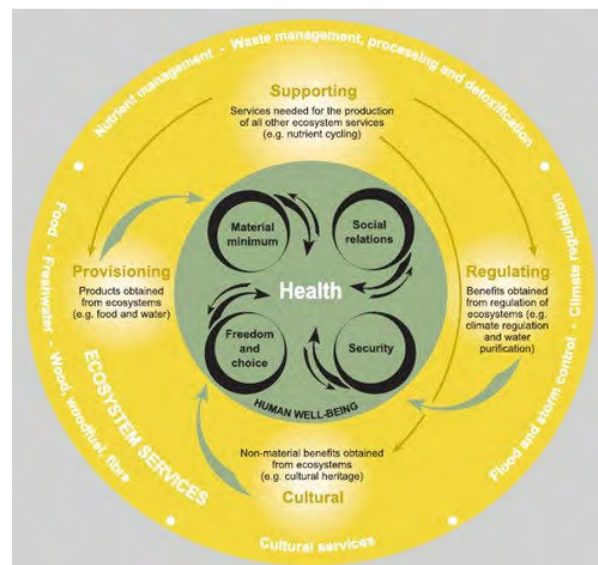 Nutrient management - Waste management, processing and detoxification
Supporting
Services needed for the production
of all other ecosystem services
(e.g. nutrient cycling)
Food - Freshwater - Wood, woodfuel, fibre
Provisioning
Products obtained
from ecosystems
(e.g. food and water)
Material
minimum
Social
relations
Health
Freedom
and
choice
Security
HUMAN WELL-BEING
Regulating
Benefits obtained
from regulation of
ecosystems (e.g.
climate regulation
and water
purification)
Flood and storm control - Climate regulation
ECOSYSTEM SERVICES
Non-material benefits obtained
from ecosystems
(e.g. cultural heritage)
Cultural
Cultural services